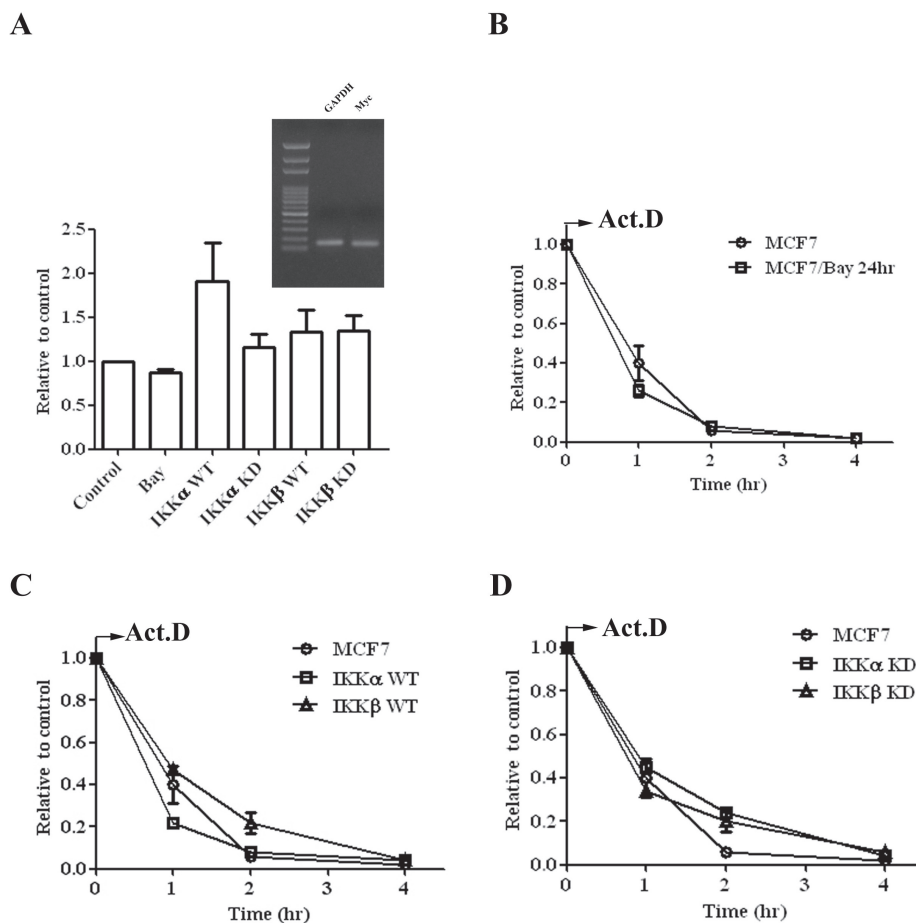 A
GAPDH
Myc
2.5
2.0
1.5
1.0
0.5
0.0
Relative to control
Control
Bay
IKKα WT
IKKα KD
IKKβ WT
IKKβ KD
B
Act.D
MCF7
MCF7/Bay 24hr
1.0
0.8
0.6
0.4
0.2
0.0
Relative to control
0 1 2 3 4
Time (hr)
C
Act.D
MCF7
IKKα WT
IKKβ WT
1.0
0.8
0.6
0.4
0.2
0.0
Relative to control
0 1 2 3 4
Time (hr)
D
Act.D
MCF7
IKKα KD
IKKβ KD
1.0
0.8
0.6
0.4
0.2
0.0
Relative to control
0 1 2 3 4
Time (hr)